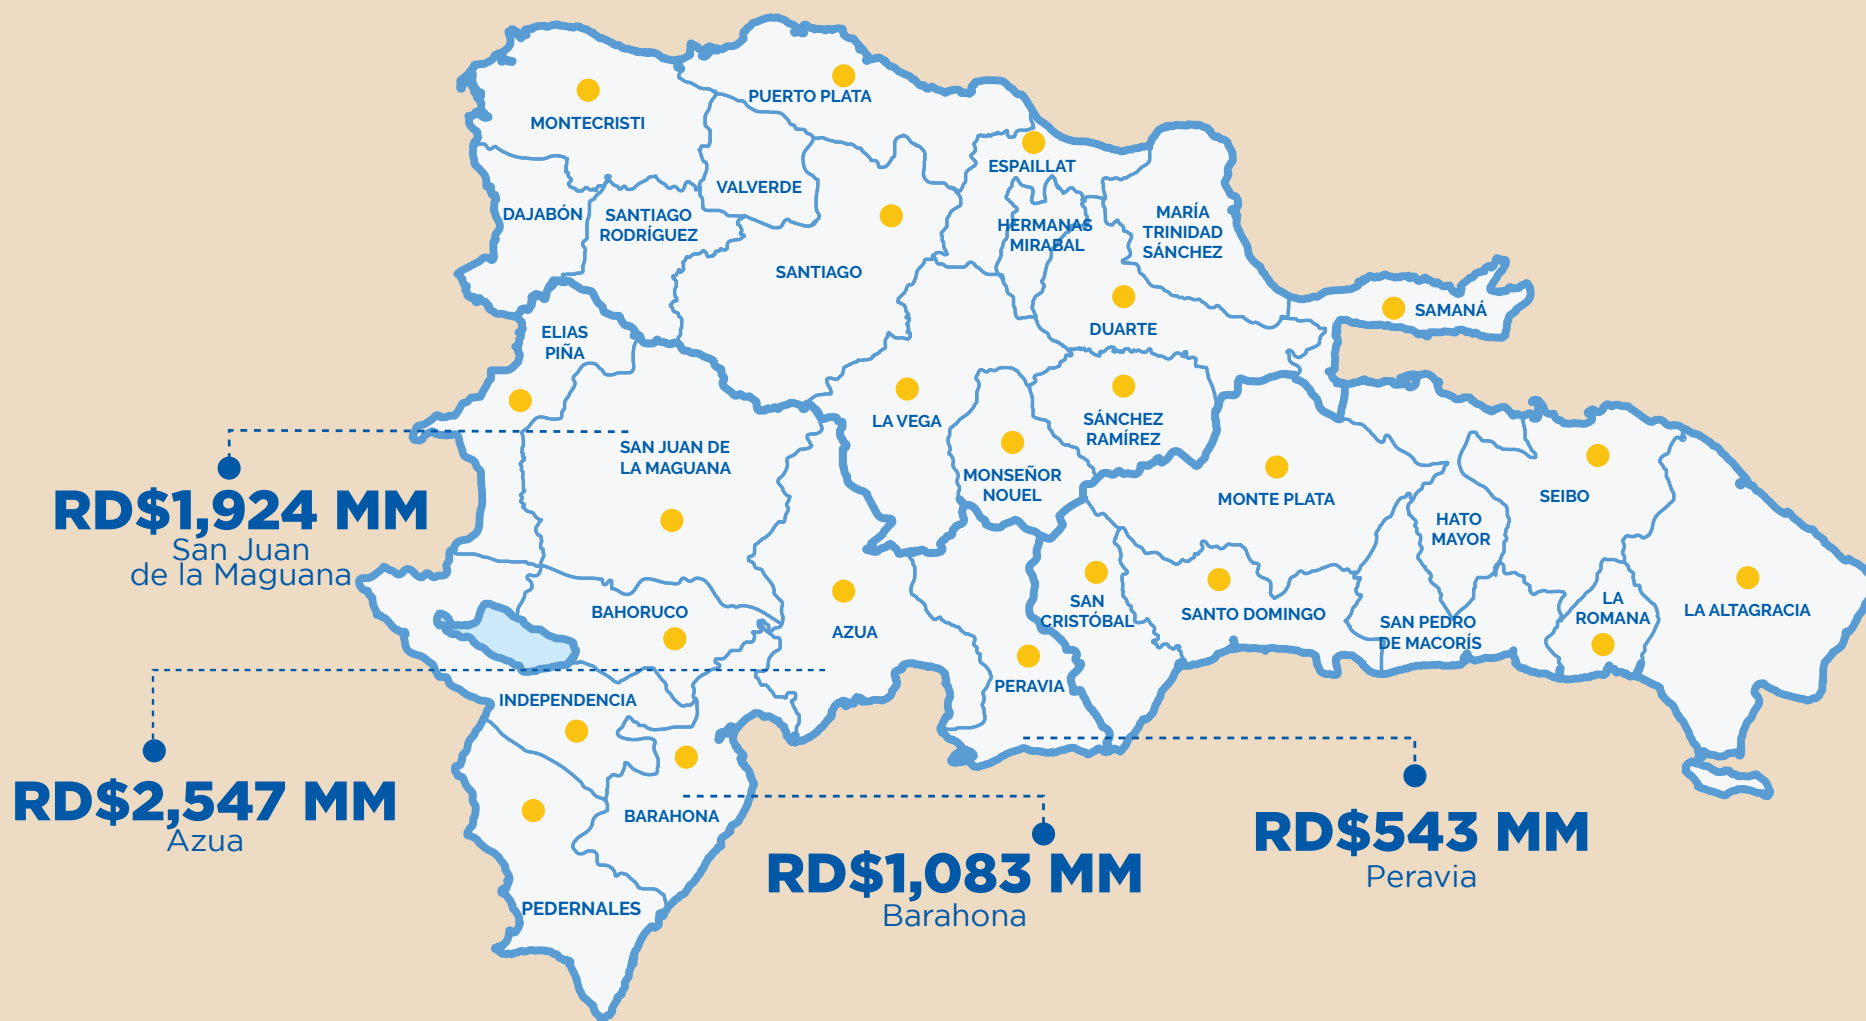 PUERTO PLATA
MONTECRISTI
ESPAILLAT
VALVERDE
DAJABÓN
SANTIAGO
RODRÍGUEZ
HERMANAS
MIRABAL
MARÍA
TRINIDAD
SÁNCHEZ
SANTIAGO
SAMANÁ
ELIAS
PIÑA
DUARTE
LA VEGA
SÁNCHEZ
RAMÍREZ
SAN JUAN DE
LA MAGUANA
MONSEÑOR
NOUEL
MONTE PLATA
SEIBO
HATO
MAYOR
RD$1,924 MM
San Juan
de la Maguana
BAHORUCO
AZUA
SAN
CRISTÓBAL
SANTO DOMINGO
SAN PEDRO
DE MACORÍS
LA
ROMANA
LA ALTAGRACIA
INDEPENDENCIA
PERAVIA
RD$2,547 MM
Azua
BARAHONA
RD$1,083 MM
Barahona
RD$543 MM
Peravia
PEDERNALES